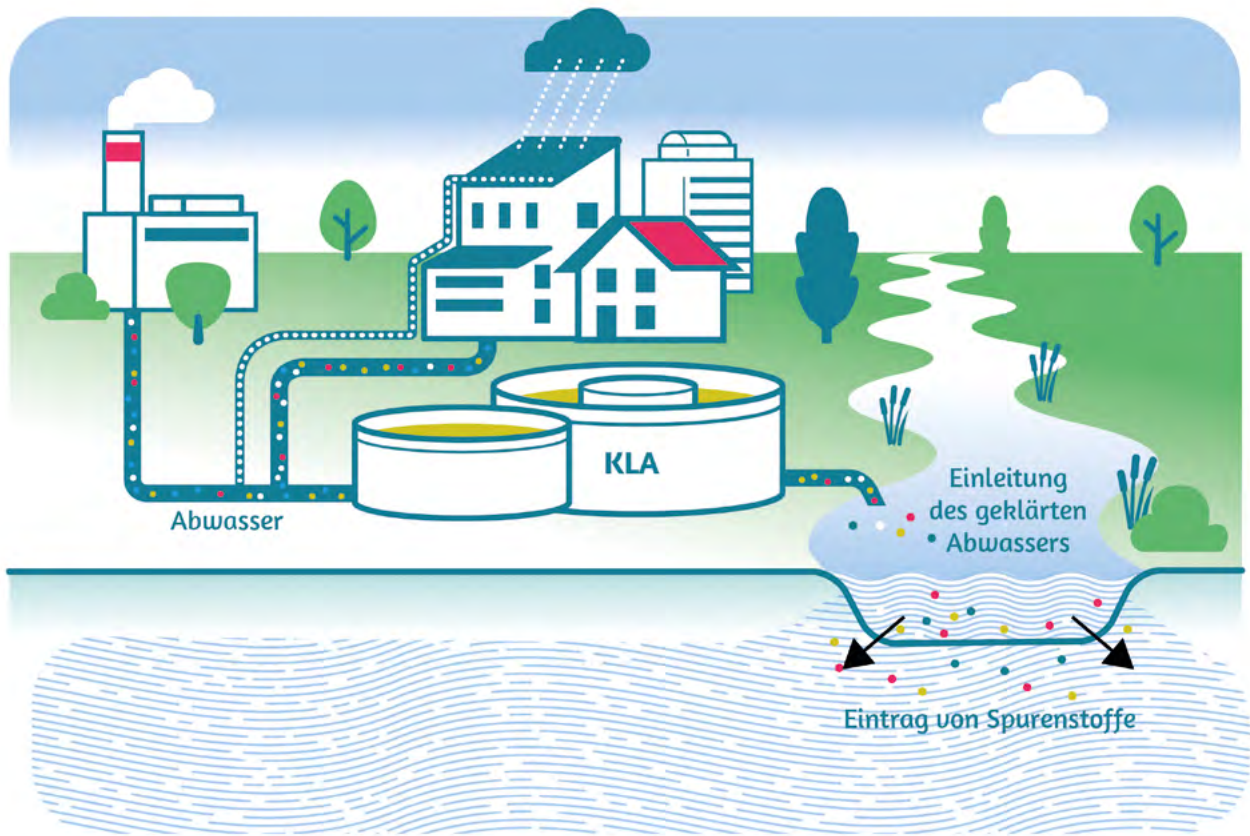 KLA
Abwasser
Einleitung
des geklärten
Abwassers
Eintrag von Spurenstoffe